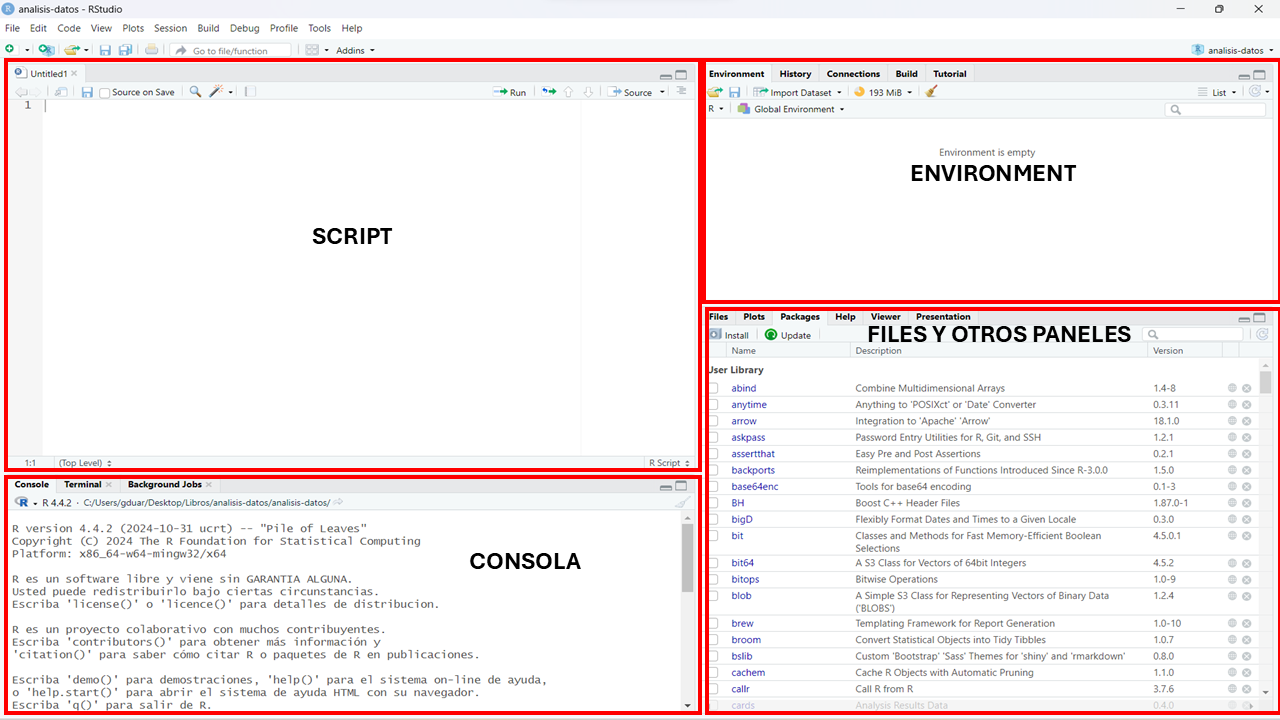 analisis-datos - RStudio
File Edit Code View Plots Session Build Debug Profile Tools Help
Go to file/function Addins analisis-datos
Untitled1
Source on Save Run Source
1
SCRIPT
1:1 (Top Level) R Script
Console Terminal Background Jobs
R 4.4.2 · C:/Users/gduar/Desktop/Libros/analisis-datos/analisis-datos/
R version 4.4.2 (2024-10-31 ucrt) -- "Pile of Leaves"
Copyright (C) 2024 The R Foundation for Statistical Computing
Platform: x86_64-w64-mingw32/x64
R es un software libre y viene sin GARANTIA ALGUNA.
Usted puede redistribuirlo bajo ciertas circunstancias.
Escriba 'license()' o 'licence()' para detalles de distribucion.
R es un proyecto colaborativo con muchos contribuyentes.
Escriba 'contributors()' para obtener más información y
'citation()' para saber cómo citar R o paquetes de R en publicaciones.
Escriba 'demo()' para demostraciones, 'help()' para el sistema on-line de ayuda,
o 'help.start()' para abrir el sistema de ayuda HTML con su navegador.
Escriba 'q()' para salir de R.
CONSOLA
Environment History Connections Build Tutorial
Import Dataset 193 MiB List
R Global Environment
Environment is empty
ENVIRONMENT
Files Plots Packages Help Viewer Presentation
Install Update
FILES Y OTROS PANELES
Name Description Version
User Library
abind Combine Multidimensional Arrays 1.4-8
anytime Anything to 'POSIXct' or 'Date' Converter 0.3.11
arrow Integration to 'Apache' 'Arrow' 18.1.0
askpass Password Entry Utilities for R, Git, and SSH 1.2.1
assertthat Easy Pre and Post Assertions 0.2.1
backports Reimplementations of Functions Introduced Since R-3.0.0 1.5.0
base64enc Tools for base64 encoding 0.1-3
BH Boost C++ Header Files 1.87.0-1
bigD Flexibly Format Dates and Times to a Given Locale 0.3.0
bit Classes and Methods for Fast Memory-Efficient Boolean 4.5.0.1
Selections
bit64 A S3 Class for Vectors of 64bit Integers 4.5.2
bitops Bitwise Operations 1.0-9
blob A Simple S3 Class for Representing Vectors of Binary Data 1.2.4
('BLOBS')
brew Templating Framework for Report Generation 1.0-10
broom Convert Statistical Objects into Tidy Tibbles 1.0.7
bslib Custom 'Bootstrap' 'Sass' Themes for 'shiny' and 'rmarkdown' 0.8.0
cachem Cache R Objects with Automatic Pruning 1.1.0
callr Call R from R 3.7.6
cards Analysis Results Data 0.4.0